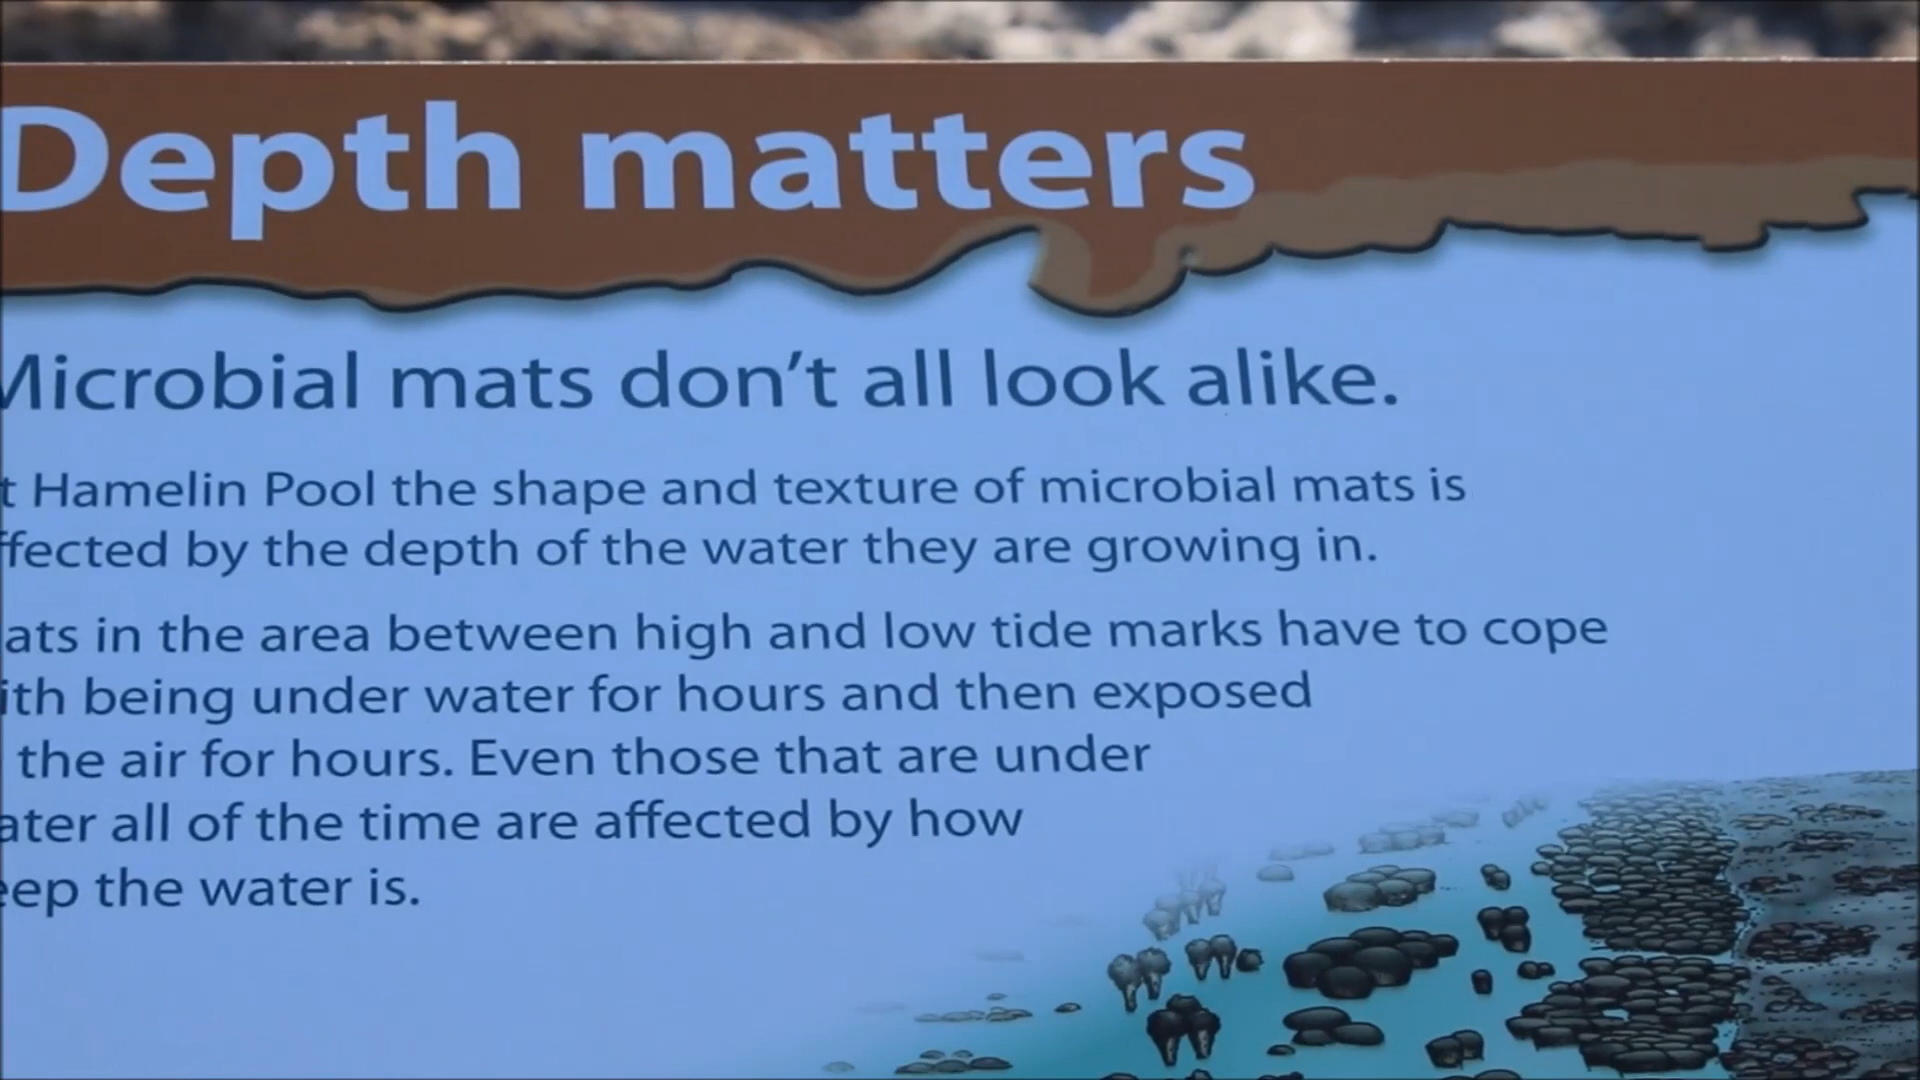 Depth matters
Microbial mats don't all look alike.
t Hamelin Pool the shape and texture of microbial mats is
ffected by the depth of the water they are growing in.
ats in the area between high and low tide marks have to cope
ith being under water for hours and then exposed
the air for hours. Even those that are under
ater all of the time are affected by how
eep the water is.